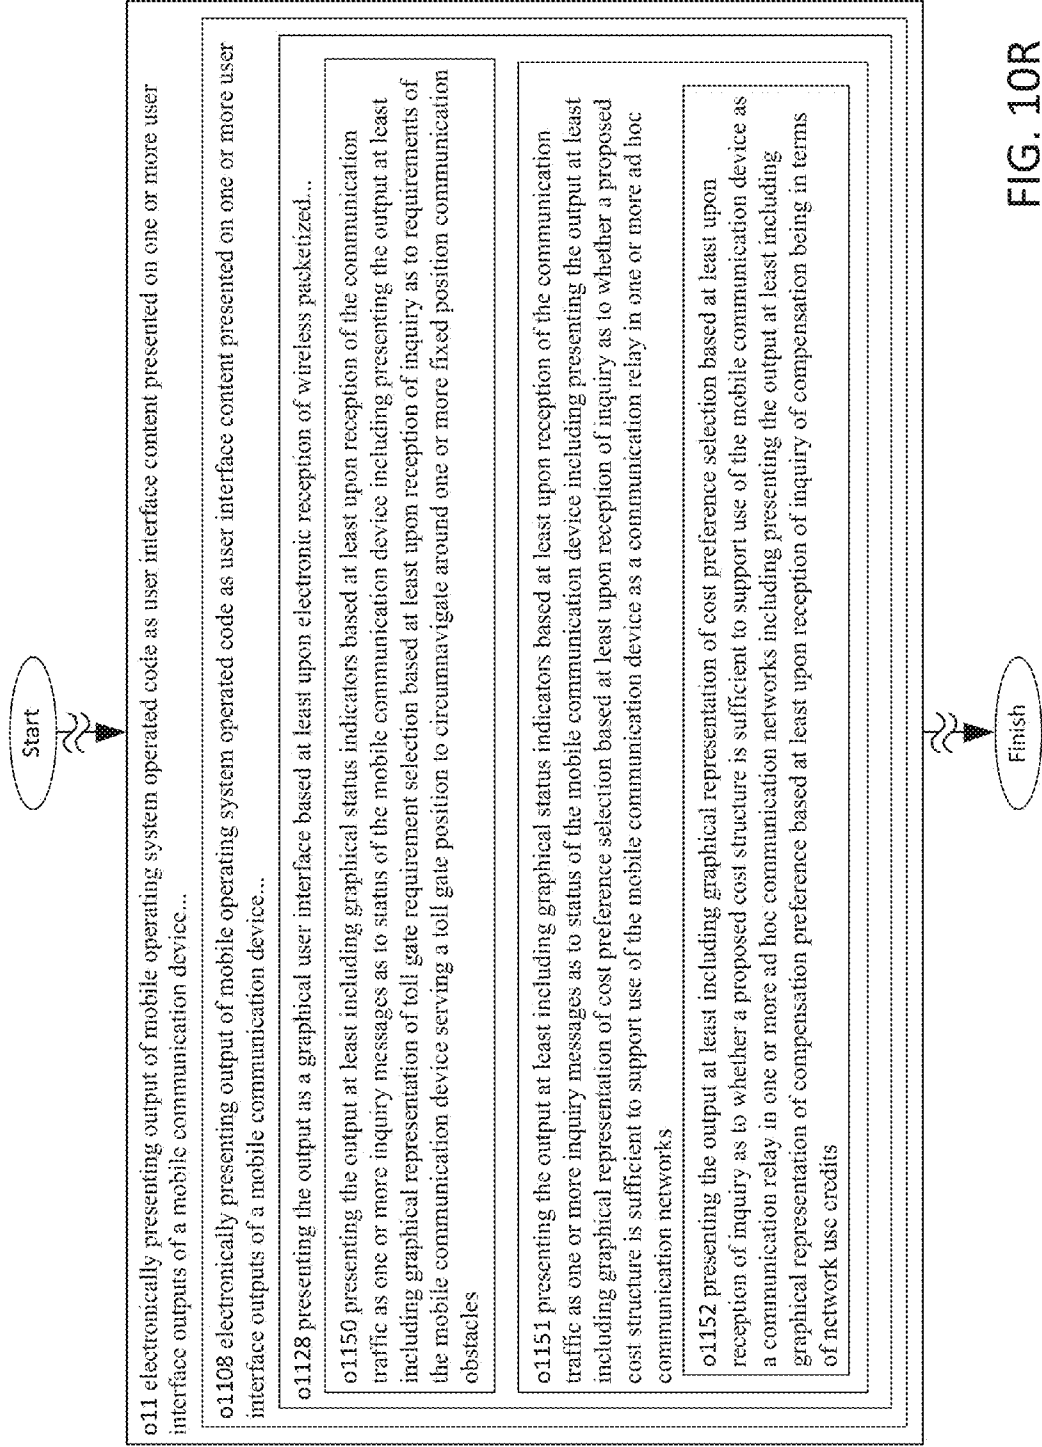 Start
o11 electronically presenting output of mobile operating system operated code as user interface content presented on one or more user
interface outputs of a mobile communication device...
o1108 electronically presenting output of mobile operating system operated code as user interface content presented on one or more user
interface outputs of a mobile communication device...
o1128 presenting the output as a graphical user interface based at least upon electronic reception of wireless packetized...
o1150 presenting the output at least including graphical status indicators based at least upon reception of the communication
traffic as one or more inquiry messages as to status of the mobile communication device including presenting the output at least
including graphical representation of toll gate requirement selection based at least upon reception of inquiry as to requirements of
the mobile communication device serving a toll gate position to circumnavigate around one or more fixed position communication
obstacles
o1151 presenting the output at least including graphical status indicators based at least upon reception of the communication
traffic as one or more inquiry messages as to status of the mobile communication device including presenting the output at least
including graphical representation of cost preference selection based at least upon reception of inquiry as to whether a proposed
cost structure is sufficient to support use of the mobile communication device as a communication relay in one or more ad hoc
communication networks
o1152 presenting the output at least including graphical representation of cost preference selection based at least upon
reception of inquiry as to whether a proposed cost structure is sufficient to support use of the mobile communication device as
a communication relay in one or more ad hoc communication networks including presenting the output at least including
graphical representation of compensation preference based at least upon reception of inquiry of compensation being in terms
of network use credits
Finish
FIG. 10R